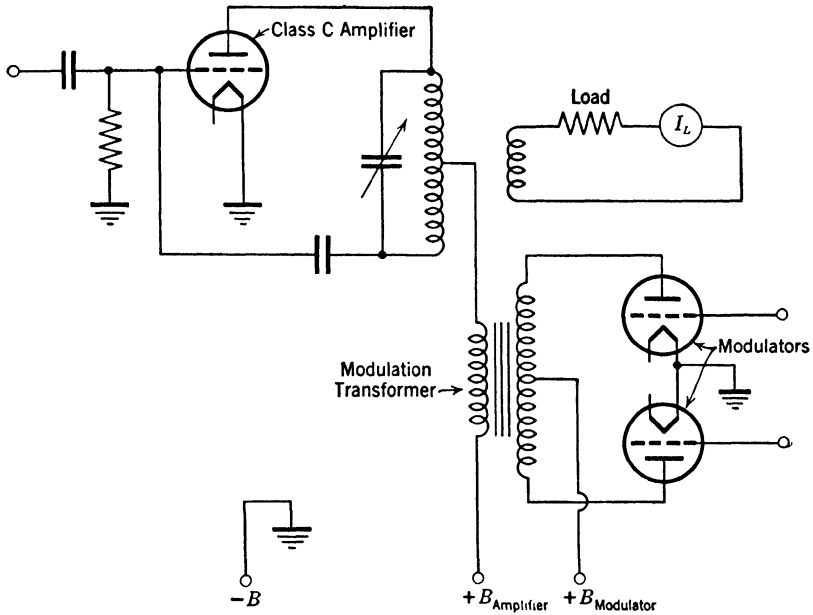 Class C Amplifier
Load
I_L
Modulation
Transformer
Modulators
−B
+B_Amplifier
+B_Modulator